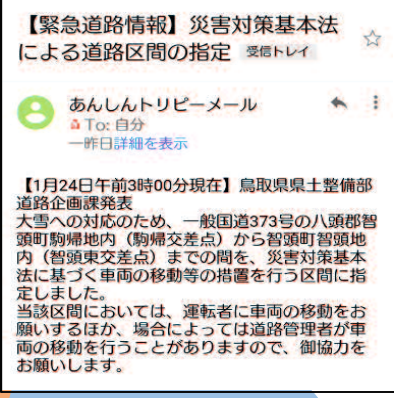 【緊急道路情報】災害対策基本法
による道路区間の指定 受信トレイ
あんしんトリピーメール
To: 自分
一昨日詳細を表示
【1月24日午前3時00分現在】鳥取県県土整備部
道路企画課発表
大雪への対応のため、一般国道373号の八頭郡智
頭町駒帰地内（駒帰交差点）から智頭町智頭地
内（智頭東交差点）までの間を、災害対策基本
法に基づく車両の移動等の措置を行う区間に指
定しました。
当該区間においては、運転者に車両の移動をお
願いするほか、場合によっては道路管理者が車
両の移動を行うことがありますので、御協力を
お願いします。